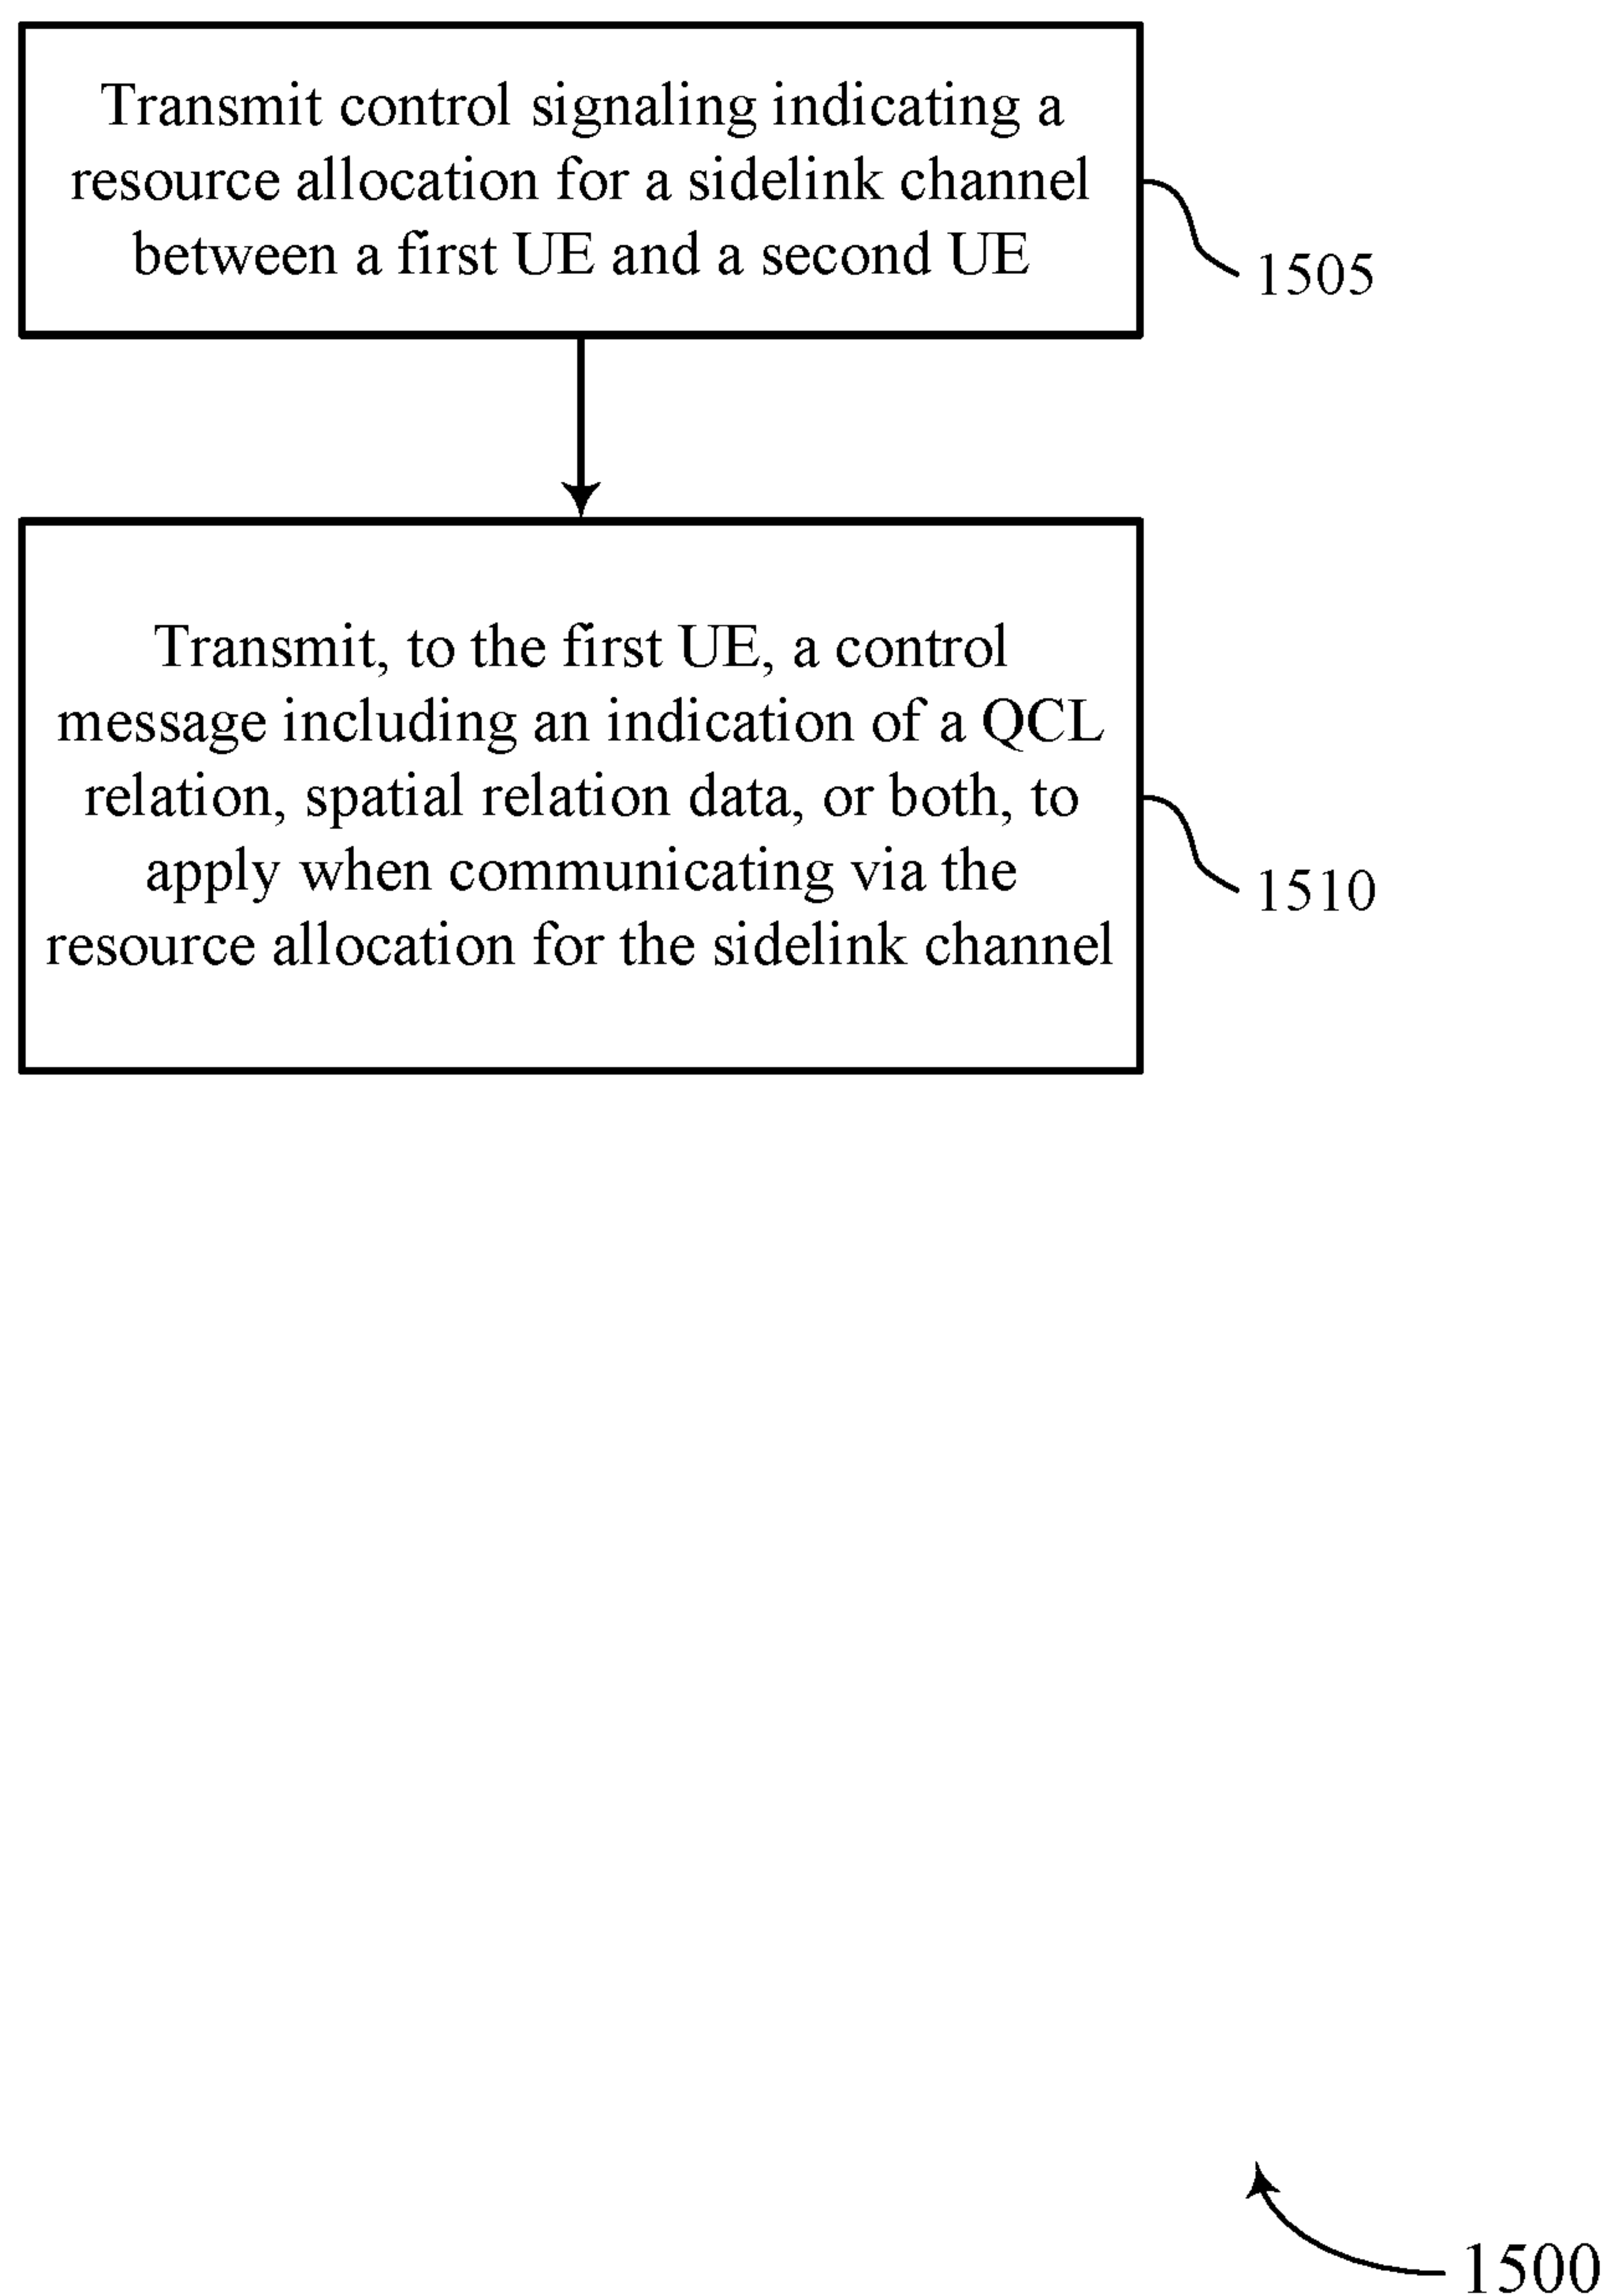 Transmit control signaling indicating a
resource allocation for a sidelink channel
between a first UE and a second UE
1505
Transmit, to the first UE, a control
message including an indication of a QCL
relation, spatial relation data, or both, to
apply when communicating via the
resource allocation for the sidelink channel
1510
1500